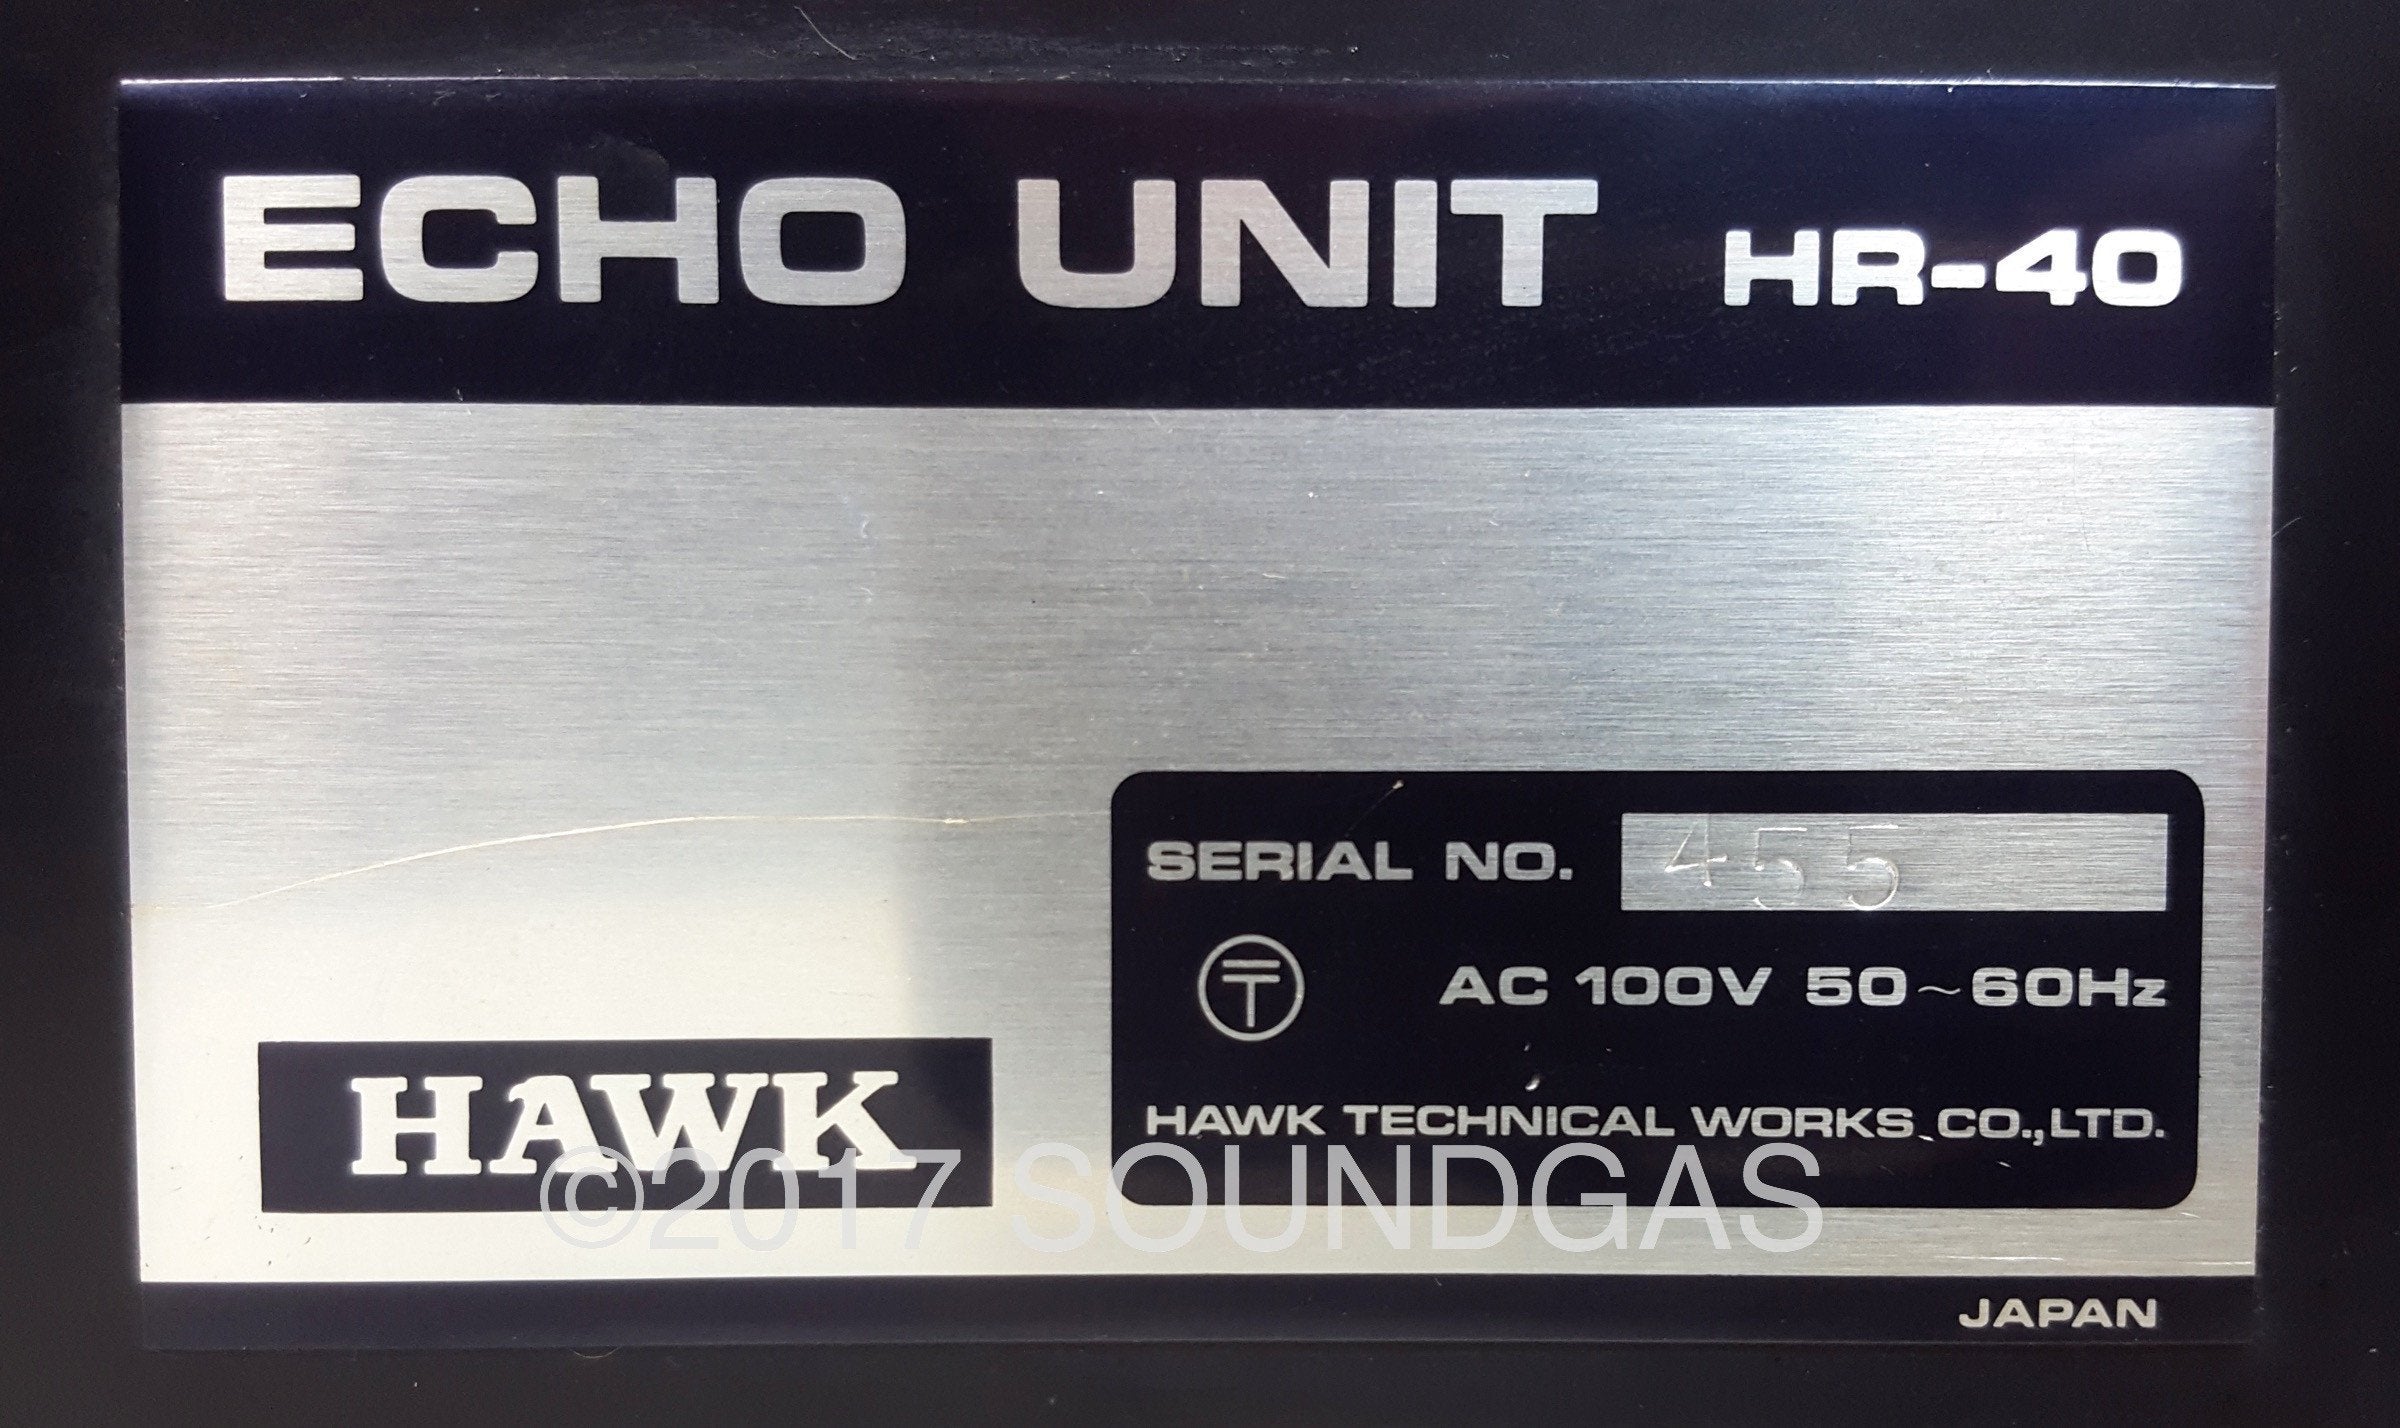 ECHO UNIT HR-40
SERIAL NO. 455
〒 AC 100V 50~60Hz
HAWK
HAWK TECHNICAL WORKS. CO., LTD.
©2017 SOUNDGAS
JAPAN